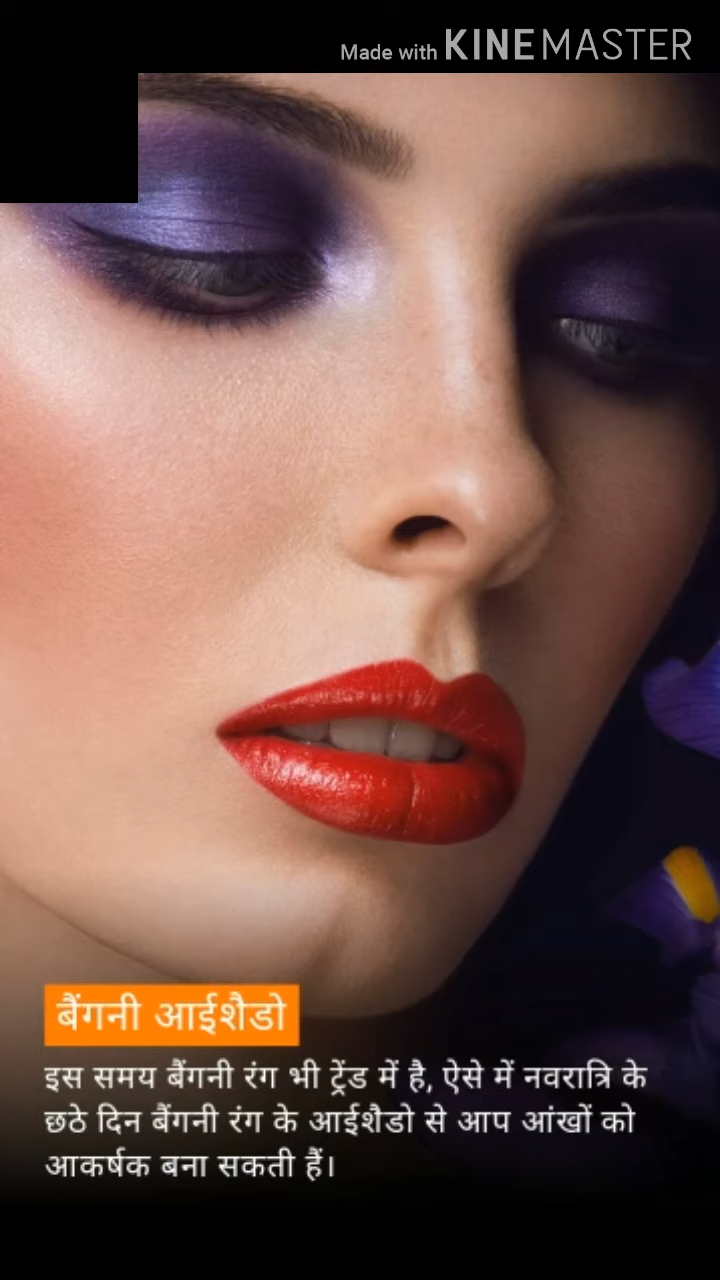 Made with KINEMASTER
बैंगनी आईशैडो
इस समय बैंगनी रंग भी ट्रेंड में है, ऐसे में नवरात्रि के
छठे दिन बैंगनी रंग के आईशैडो से आप आंखों को
आकर्षक बना सकती हैं।